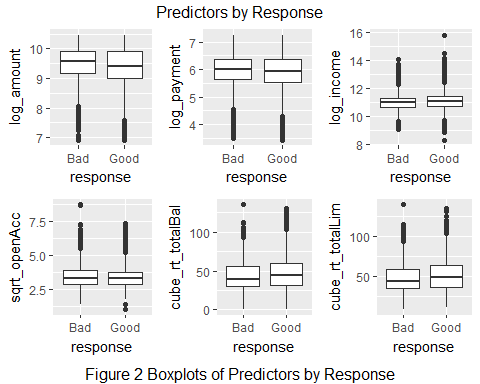 Predictors by Response
log_amount
10
9
8
7
Bad Good
response
log_payment
7
6
5
4
Bad Good
response
log_income
16
14
12
10
8
Bad Good
response
sqrt_openAcc
7.5
5.0
2.5
Bad Good
response
cube_rt_totalBal
100
50
0
Bad Good
response
cube_rt_totalLim
100
50
Bad Good
response
Figure 2 Boxplots of Predictors by Response